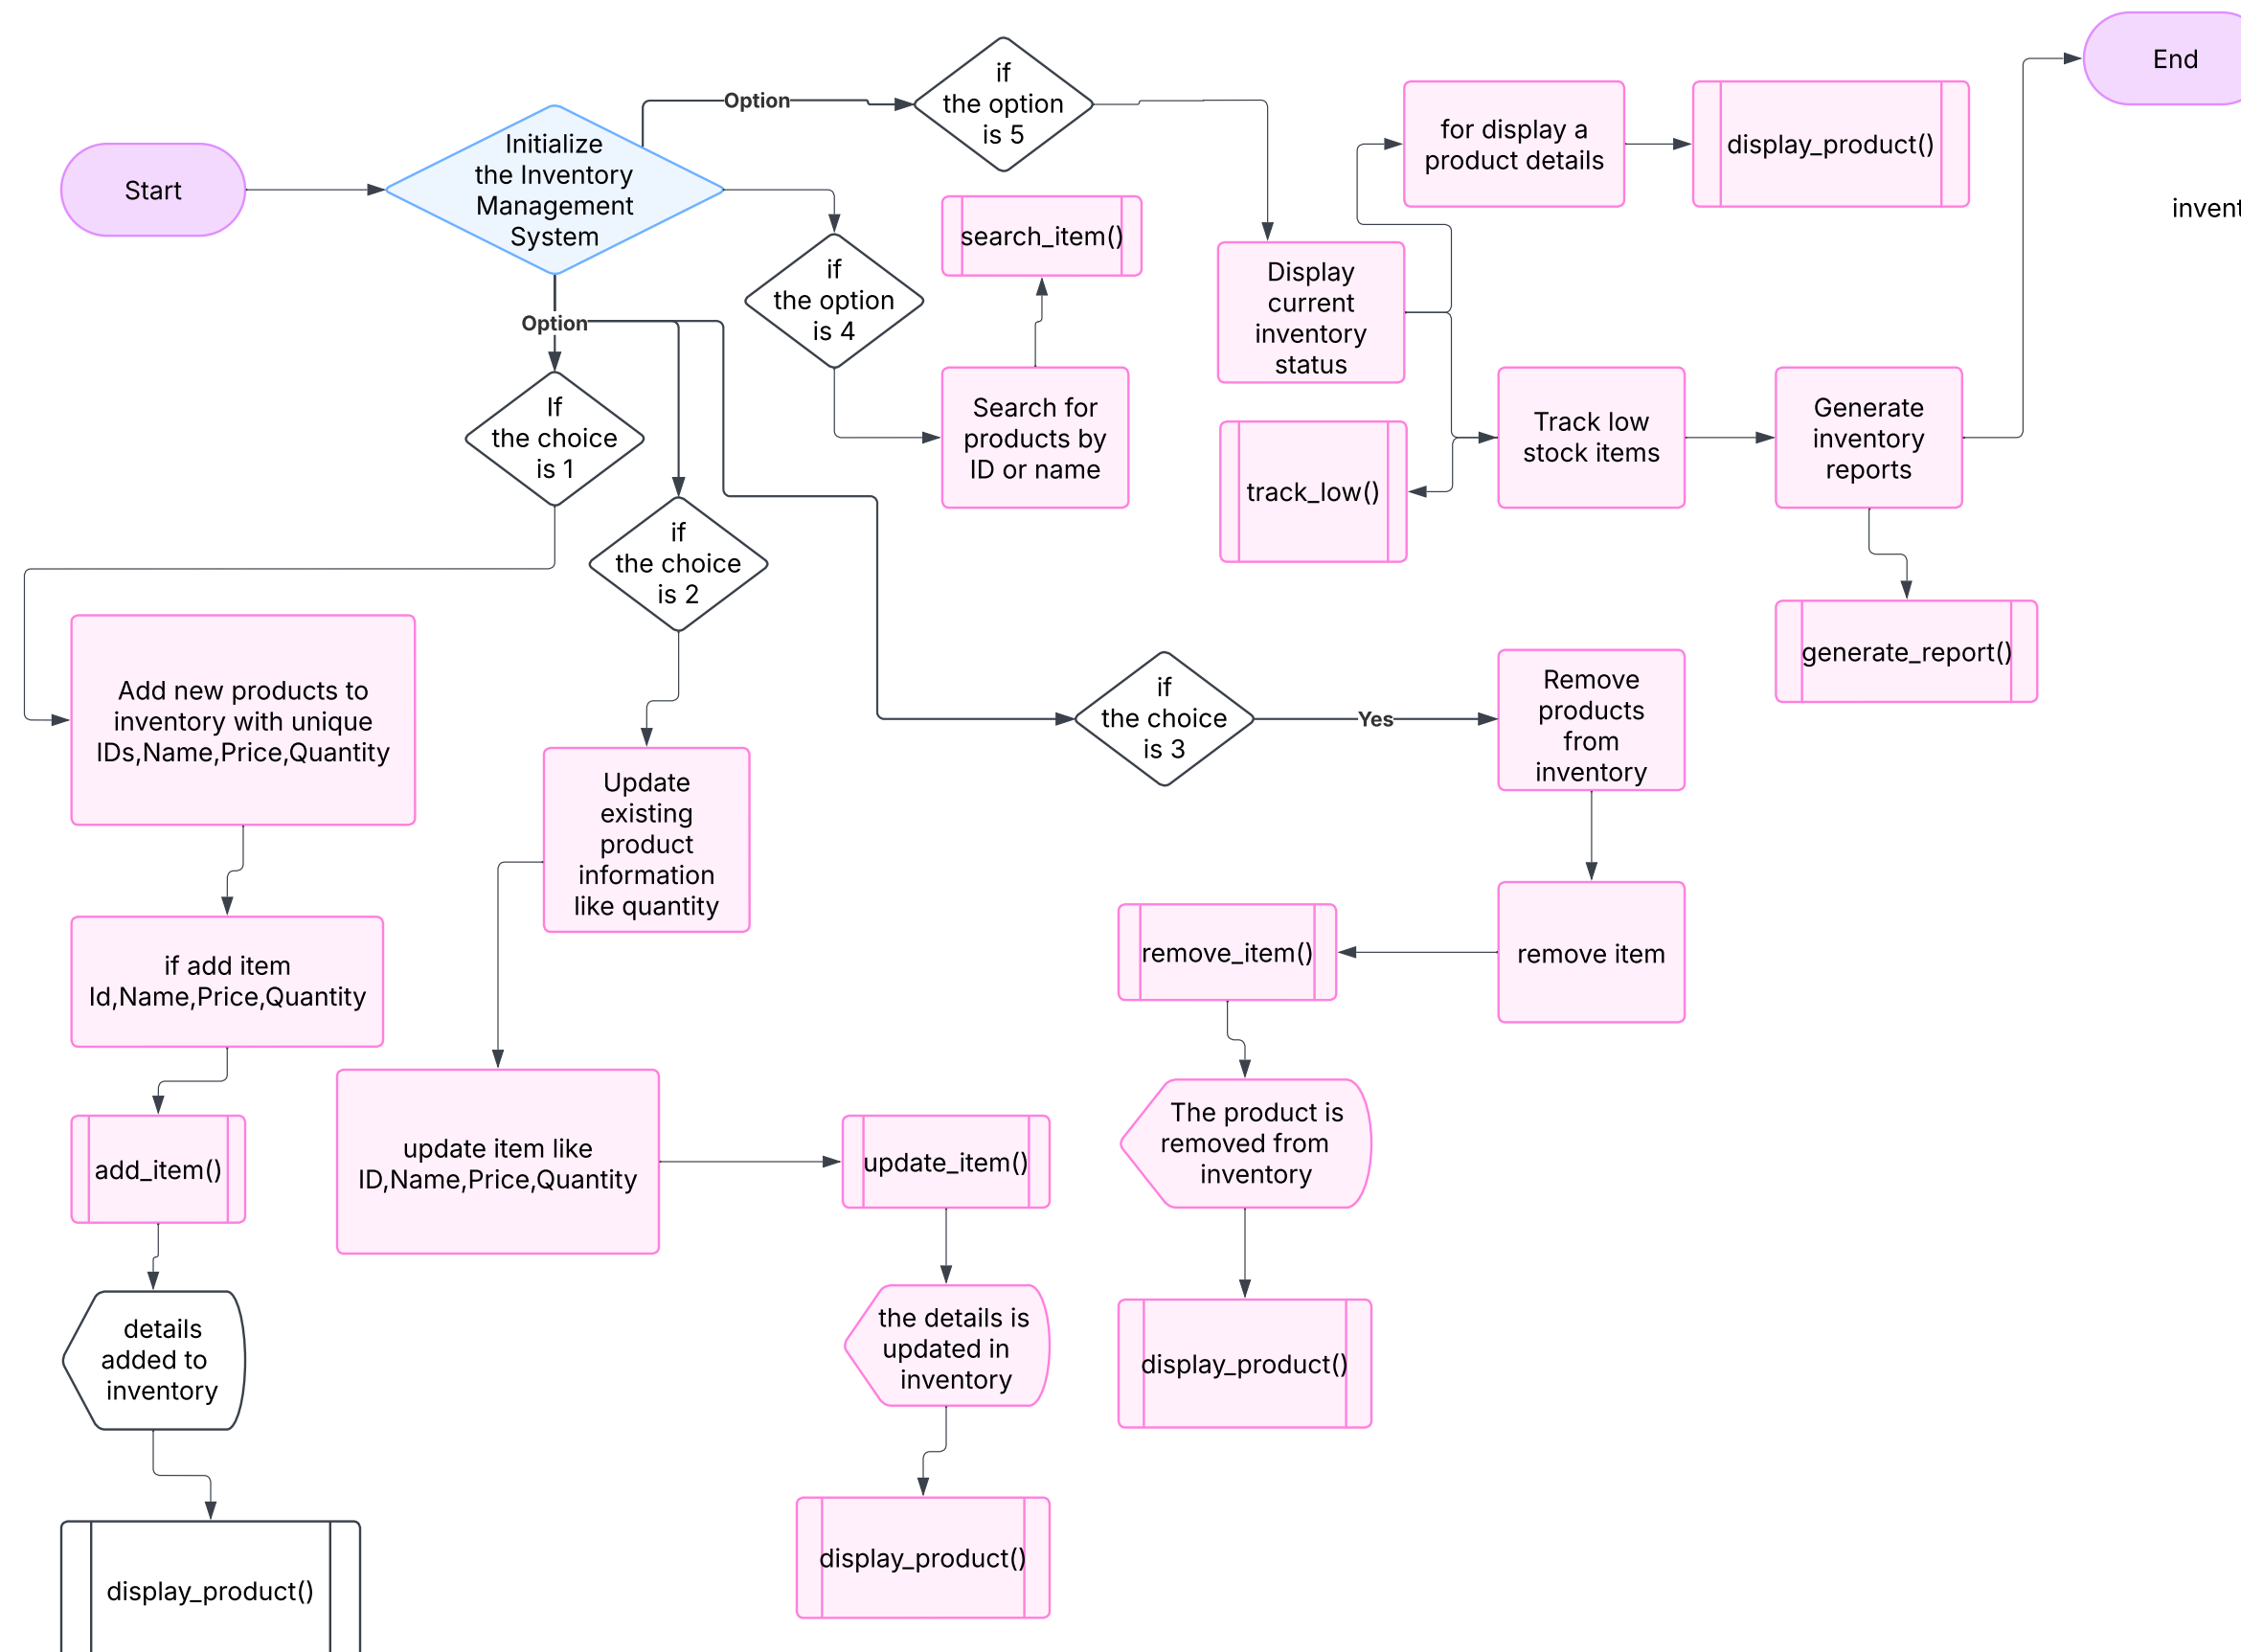 Start
Initialize
the Inventory
Management
System
Option
if
the option
is 5
for display a
product details
display_product()
End
invent
search_item()
if
the option
is 4
Display
current
inventory
status
Option
If
the choice
is 1
Search for
products by
ID or name
track_low()
Track low
stock items
Generate
inventory
reports
if
the choice
is 2
generate_report()
if
the choice
is 3
Yes
Remove
products
from
inventory
Add new products to
inventory with unique
IDs,Name,Price,Quantity
Update
existing
product
information
like quantity
if add item
Id,Name,Price,Quantity
remove_item()
remove item
add_item()
update item like
ID,Name,Price,Quantity
update_item()
The product is
removed from
inventory
details
added to
inventory
the details is
updated in
inventory
display_product()
display_product()
display_product()